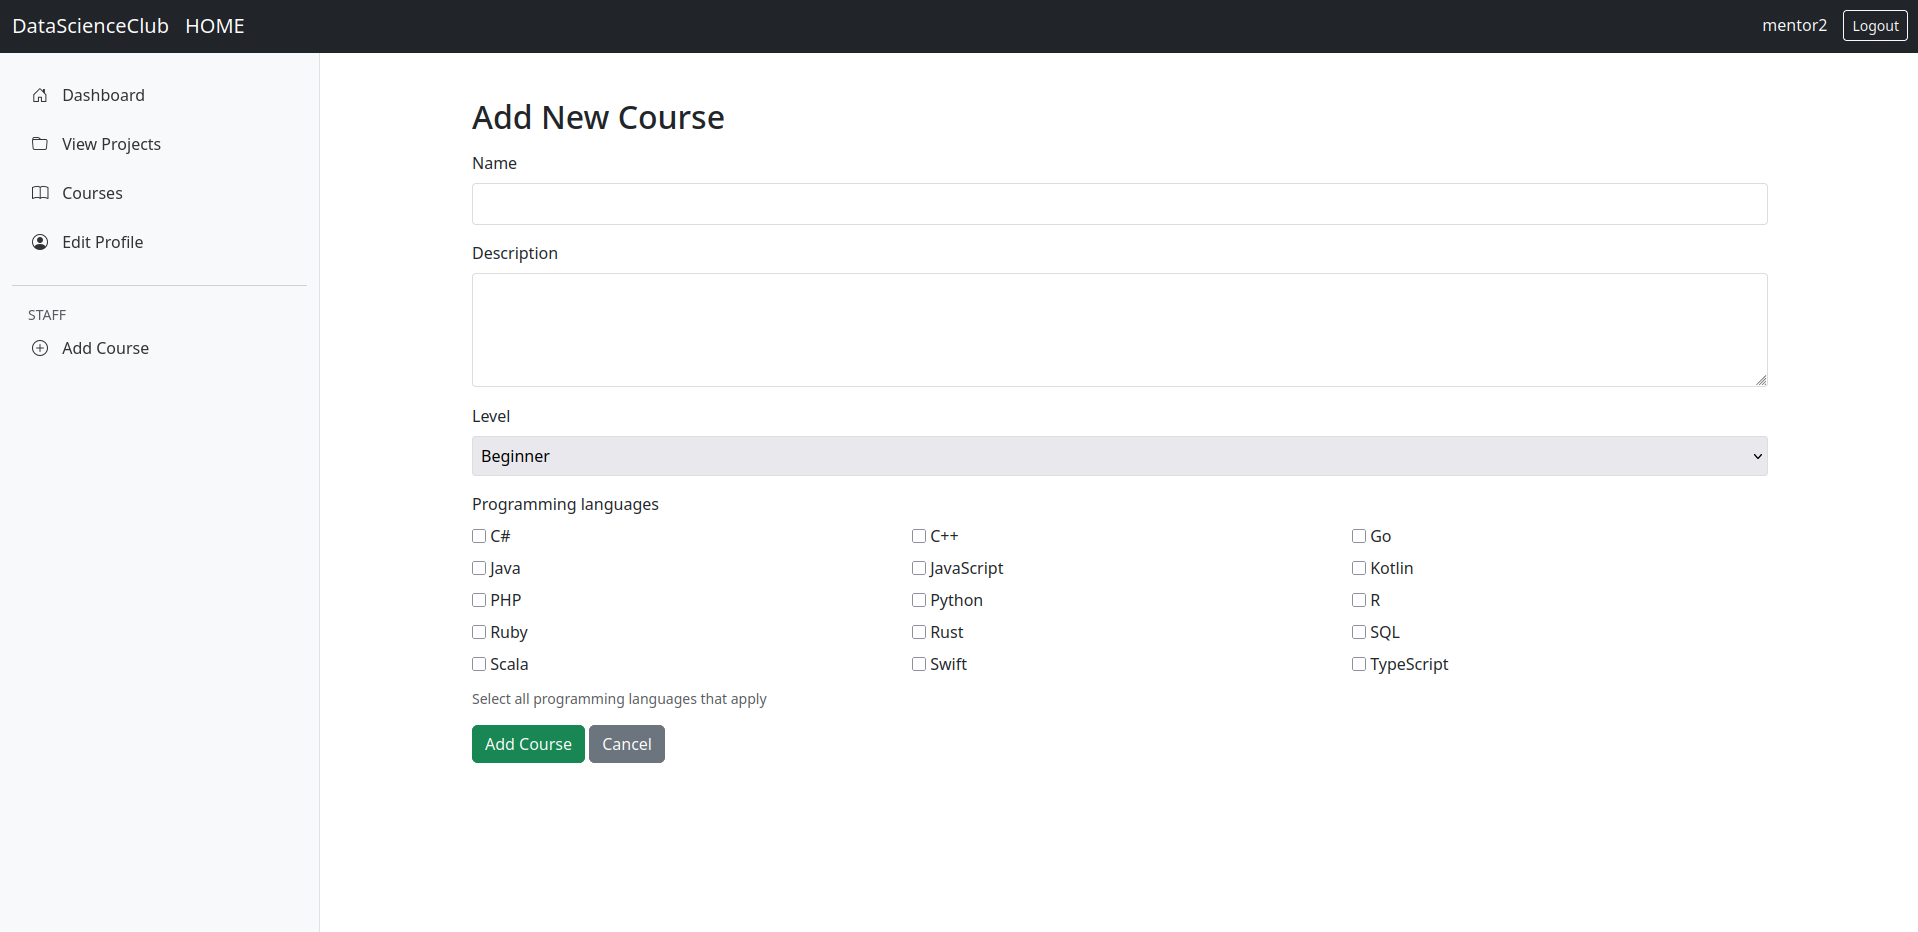 DataScienceClub HOME mentor2 Logout
Dashboard
View Projects
Courses
Edit Profile
STAFF
Add Course
Add New Course
Name
Description
Level
Beginner
Programming languages
C# C++ Go
Java JavaScript Kotlin
PHP Python R
Ruby Rust SQL
Scala Swift TypeScript
Select all programming languages that apply
Add Course Cancel